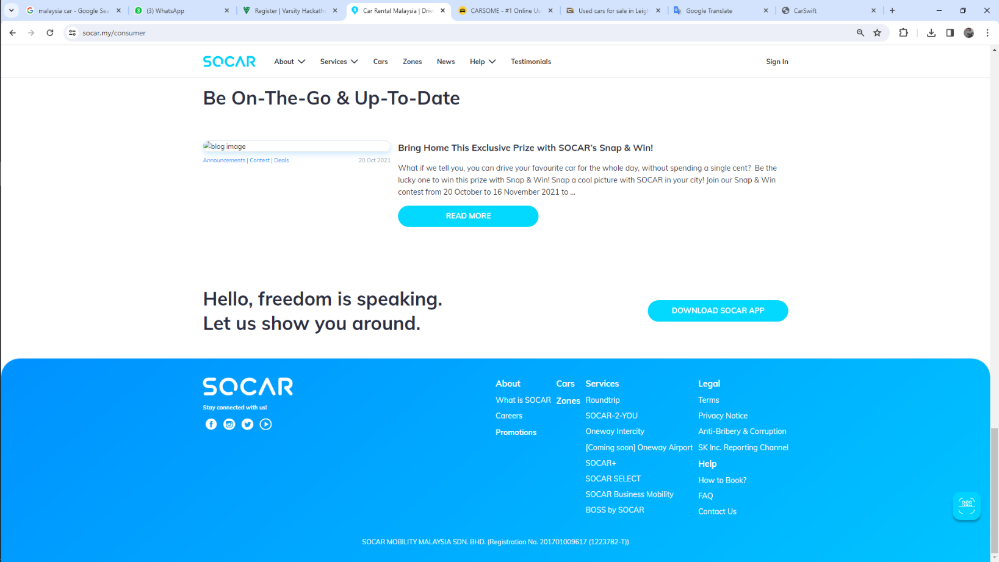 malaysia car - Google Sea
(3) WhatsApp
Register | Varsity Hackatho
Car Rental Malaysia | Drive
CARSOME - #1 Online Us
Used cars for sale in Leigh
Google Translate
CarSwift
socar.my/consumer
SOCAR
About
Services
Cars
Zones
News
Help
Testimonials
Sign In
Be On-The-Go & Up-To-Date
blog image
Announcements | Contest | Deals
20 Oct 2021
Bring Home This Exclusive Prize with SOCAR’s Snap & Win!
What if we tell you, you can drive your favourite car for the whole day, without spending a single cent? Be the
lucky one to win this prize with Snap & Win! Snap a cool picture with SOCAR in your city! Join our Snap & Win
contest from 20 October to 16 November 2021 to ...
READ MORE
Hello, freedom is speaking.
Let us show you around.
DOWNLOAD SOCAR APP
SOCAR
Stay connected with us!
About
What is SOCAR
Careers
Promotions
Cars
Zones
Services
Roundtrip
SOCAR-2-YOU
Oneway Intercity
[Coming soon] Oneway Airport
SOCAR+
SOCAR SELECT
SOCAR Business Mobility
BOSS by SOCAR
Legal
Terms
Privacy Notice
Anti-Bribery & Corruption
SK Inc. Reporting Channel
Help
How to Book?
FAQ
Contact Us
SOCAR MOBILITY MALAYSIA SDN. BHD. (Registration No. 201701009617 (1223782-T))